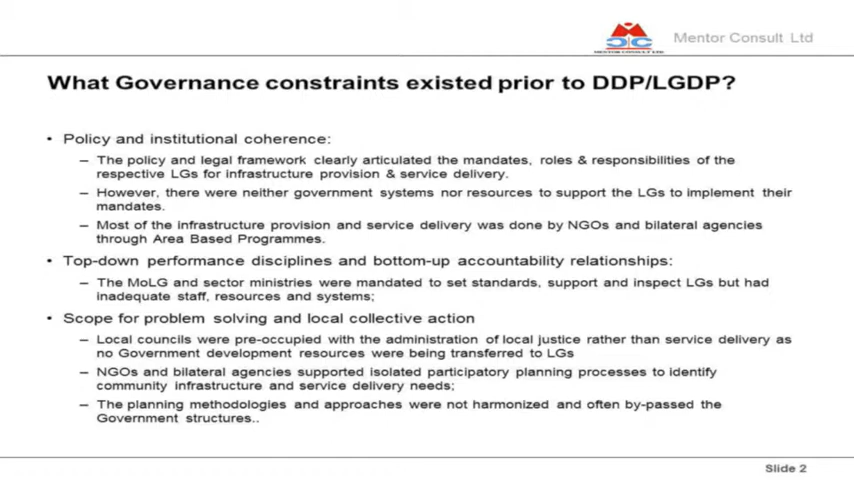 Mentor Consult Ltd
MENTOR CONSULT LTD
What Governance constraints existed prior to DDP/LGDP?
• Policy and institutional coherence:
– The policy and legal framework clearly articulated the mandates, roles & responsibilities of the
respective LGs for infrastructure provision & service delivery.
– However, there were neither government systems nor resources to support the LGs to implement their
mandates.
– Most of the infrastructure provision and service delivery was done by NGOs and bilateral agencies
through Area Based Programmes.
• Top-down performance disciplines and bottom-up accountability relationships:
– The MoLG and sector ministries were mandated to set standards, support and inspect LGs but had
inadequate staff, resources and systems;
• Scope for problem solving and local collective action
– Local councils were pre-occupied with the administration of local justice rather than service delivery as
no Government development resources were being transferred to LGs
– NGOs and bilateral agencies supported isolated participatory planning processes to identify
community infrastructure and service delivery needs;
– The planning methodologies and approaches were not harmonized and often by-passed the
Government structures..
Slide 2